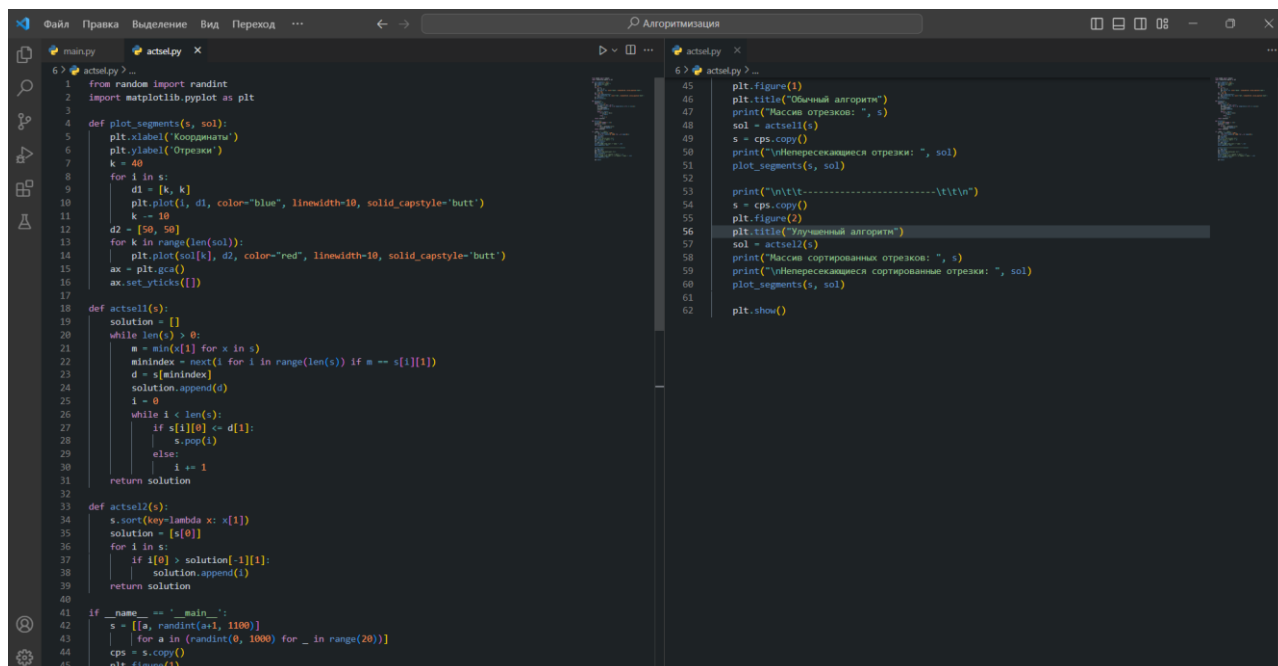 Файл Правка Выделение Вид Переход ··· Алгоритмизация
main.py actsel.py
6 > actsel.py > ...
1 from random import randint
2 import matplotlib.pyplot as plt
3
4 def plot_segments(s, sol):
5     plt.xlabel('Координаты')
6     plt.ylabel('Отрезки')
7     k = 40
8     for i in s:
9         d1 = [k, k]
10         plt.plot(i, d1, color="blue", linewidth=10, solid_capstyle='butt')
11         k -= 10
12     d2 = [50, 50]
13     for k in range(len(sol)):
14         plt.plot(sol[k], d2, color="red", linewidth=10, solid_capstyle='butt')
15     ax = plt.gca()
16     ax.set_yticks([])
17
18 def actsel1(s):
19     solution = []
20     while len(s) > 0:
21         m = min(x[1] for x in s)
22         minindex = next(i for i in range(len(s)) if m == s[i][1])
23         d = s[minindex]
24         solution.append(d)
25         i = 0
26         while i < len(s):
27             if s[i][0] <= d[1]:
28                 s.pop(i)
29             else:
30                 i += 1
31     return solution
32
33 def actsel2(s):
34     s.sort(key=lambda x: x[1])
35     solution = [s[0]]
36     for i in s:
37         if i[0] > solution[-1][1]:
38             solution.append(i)
39     return solution
40
41 if __name__ == '__main__':
42     s = [[a, randint(a+1, 1100)]
43         for a in (randint(0, 1000) for _ in range(20))]
44     cps = s.copy()
45     plt.figure(1)
actsel.py
6 > actsel.py > ...
45     plt.figure(1)
46     plt.title("Обычный алгоритм")
47     print("Массив отрезков: ", s)
48     sol = actsel1(s)
49     s = cps.copy()
50     print("\nНепересекающиеся отрезки: ", sol)
51     plot_segments(s, sol)
52
53     print("\n\t\t-------------------------\t\t\n")
54     s = cps.copy()
55     plt.figure(2)
56     plt.title("Улучшенный алгоритм")
57     sol = actsel2(s)
58     print("Массив сортированных отрезков: ", s)
59     print("\nНепересекающиеся сортированные отрезки: ", sol)
60     plot_segments(s, sol)
61
62     plt.show()